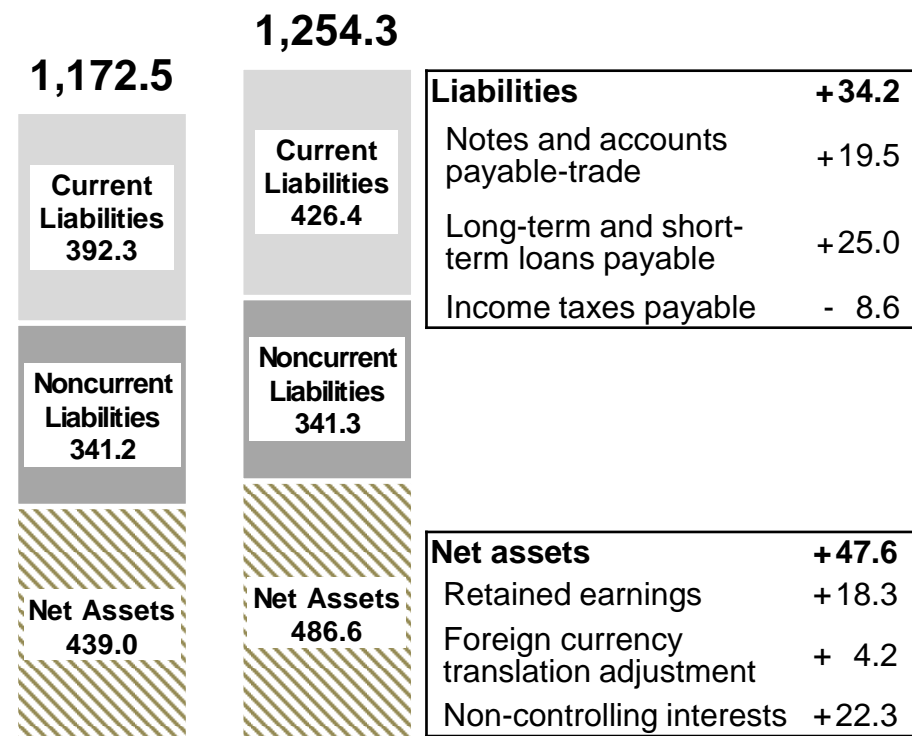 1,172.5
Current
Liabilities
392.3
Noncurrent
Liabilities
341.2
Net Assets
439.0
1,254.3
Current
Liabilities
426.4
Noncurrent
Liabilities
341.3
Net Assets
486.6
Liabilities +34.2
Notes and accounts
payable-trade +19.5
Long-term and short-
term loans payable +25.0
Income taxes payable - 8.6
Net assets +47.6
Retained earnings +18.3
Foreign currency
translation adjustment + 4.2
Non-controlling interests +22.3